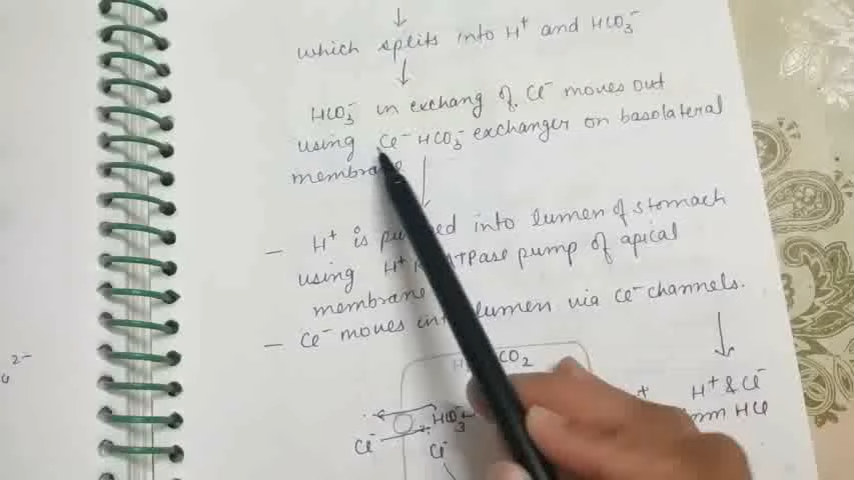 which splits into H⁺ and HCO₃⁻
HCO₃⁻ in exchang of Cl⁻ moves out
using Cl⁻ HCO₃⁻ exchanger on basolateral
membrane
- H⁺ is into lumen of stomach
using H⁺ ATPase pump of apical
membrane
- Cl⁻ moves lumen via Cl⁻ channels.
2-
CO₂
H⁺ & Cl⁻
HCl
HCO₃⁻
Cl⁻
Cl⁻